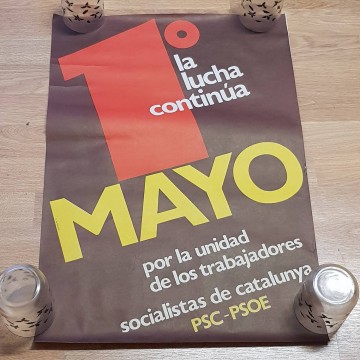 1º
la
lucha
continúa
MAYO
por la unidad
de los trabajadores
socialistas de catalunya
PSC-PSOE